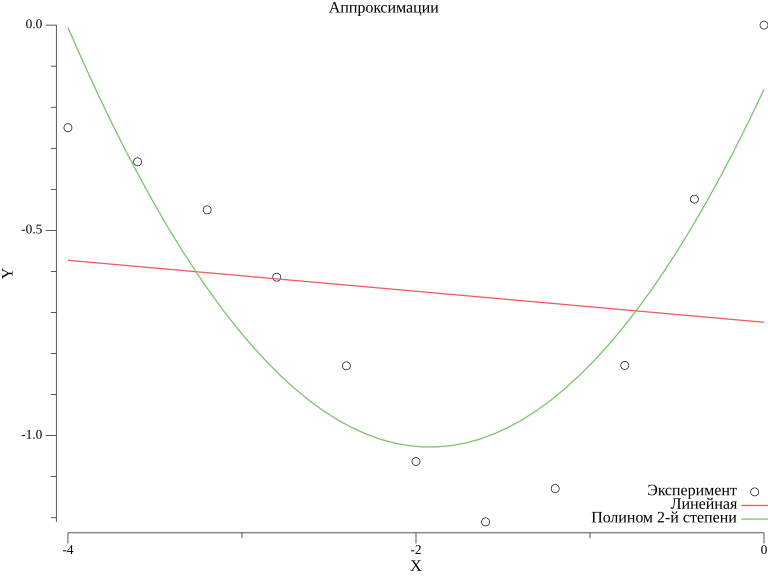 Аппроксимации
0.0
-0.5
-1.0
Y
Эксперимент
Линейная
Полином 2-й степени
-4
-2
0
X